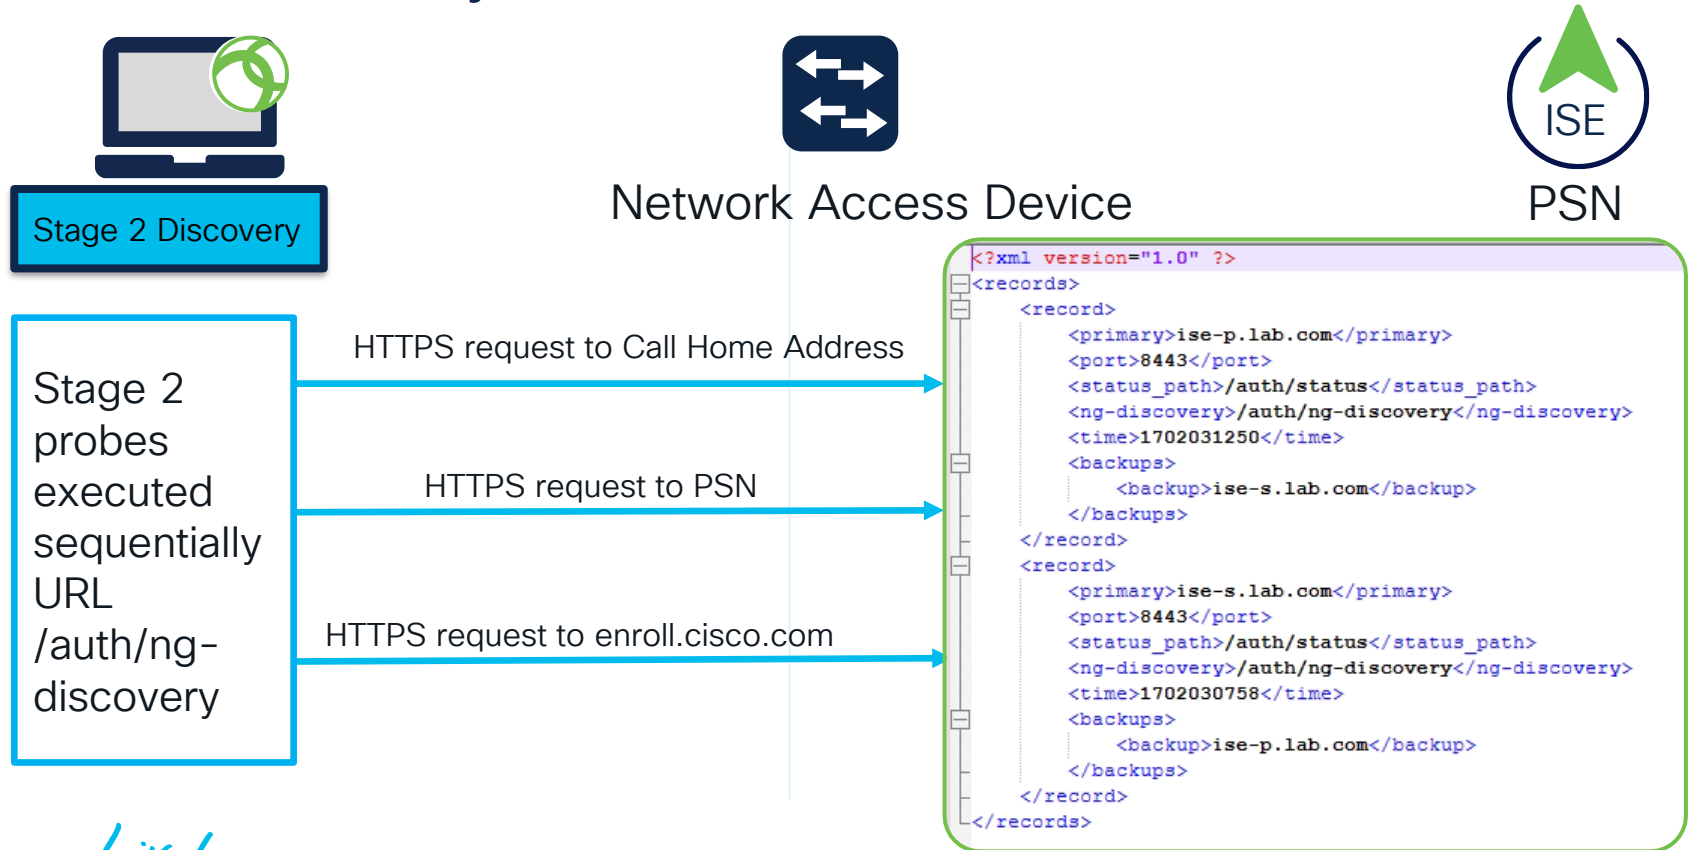 ISE
Network Access Device
PSN
Stage 2 Discovery
Stage 2
probes
executed
sequentially
URL
/auth/ng-
discovery
HTTPS request to Call Home Address
HTTPS request to PSN
HTTPS request to enroll.cisco.com
<?xml version="1.0" ?>
<records>
<record>
<primary>ise-p.lab.com</primary>
<port>8443</port>
<status_path>/auth/status</status_path>
<ng-discovery>/auth/ng-discovery</ng-discovery>
<time>1702031250</time>
<backups>
<backup>ise-s.lab.com</backup>
</backups>
</record>
<record>
<primary>ise-s.lab.com</primary>
<port>8443</port>
<status_path>/auth/status</status_path>
<ng-discovery>/auth/ng-discovery</ng-discovery>
<time>1702030758</time>
<backups>
<backup>ise-p.lab.com</backup>
</backups>
</record>
</records>